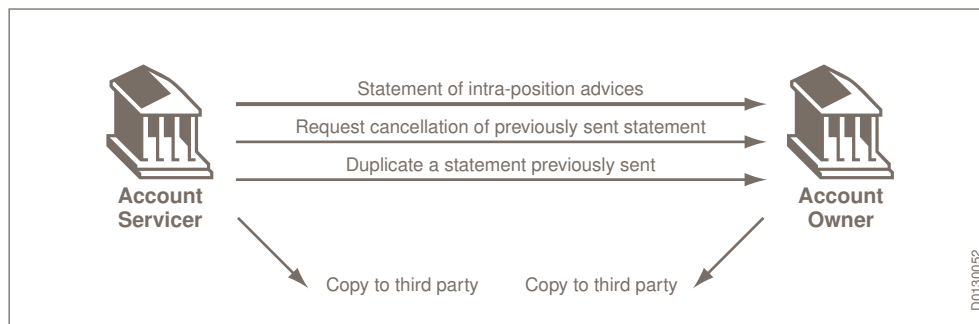 Statement of intra-position advices
Request cancellation of previously sent statement
Duplicate a statement previously sent
Account
Servicer
Account
Owner
Copy to third party
Copy to third party
D0130052